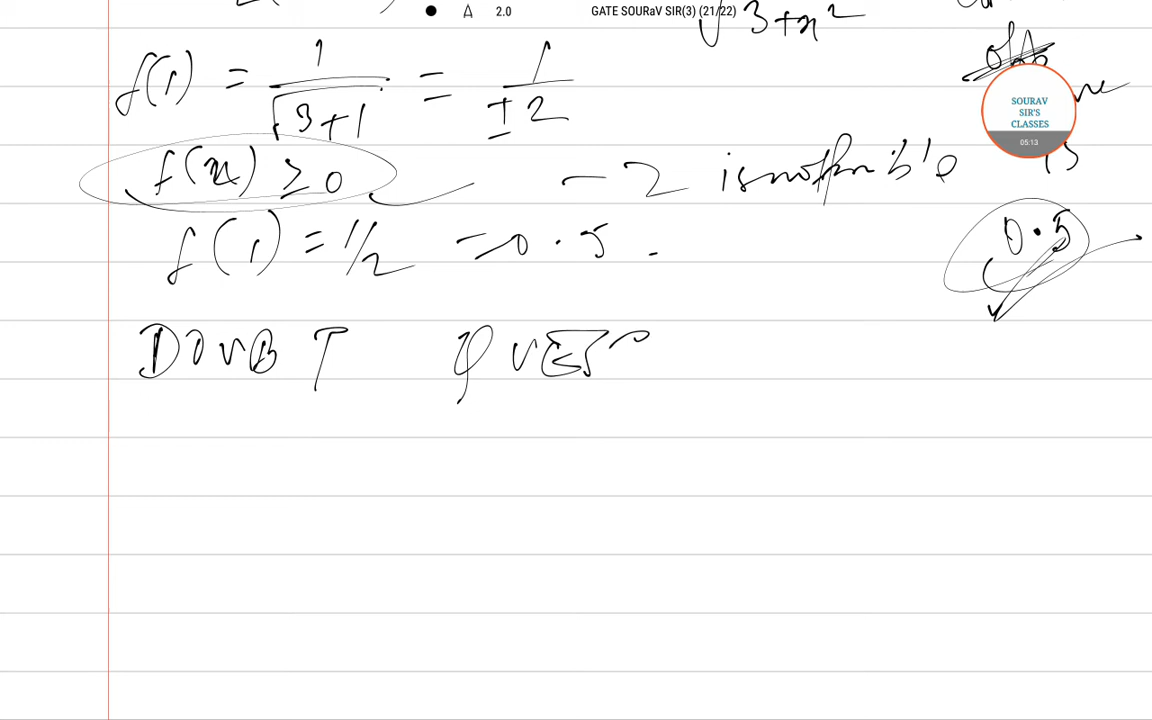 2.0 GATE SOURaV SIR(3) (21/22)
√3+x²
f(1) = 1/√3+1 = 1/±2
SOURAV
SIR'S
CLASSES
05:13
f(x) ≥ 0 -2 is not possible is
f(1) = 1/2 = 0.5. 0.5
DOUBT QUES